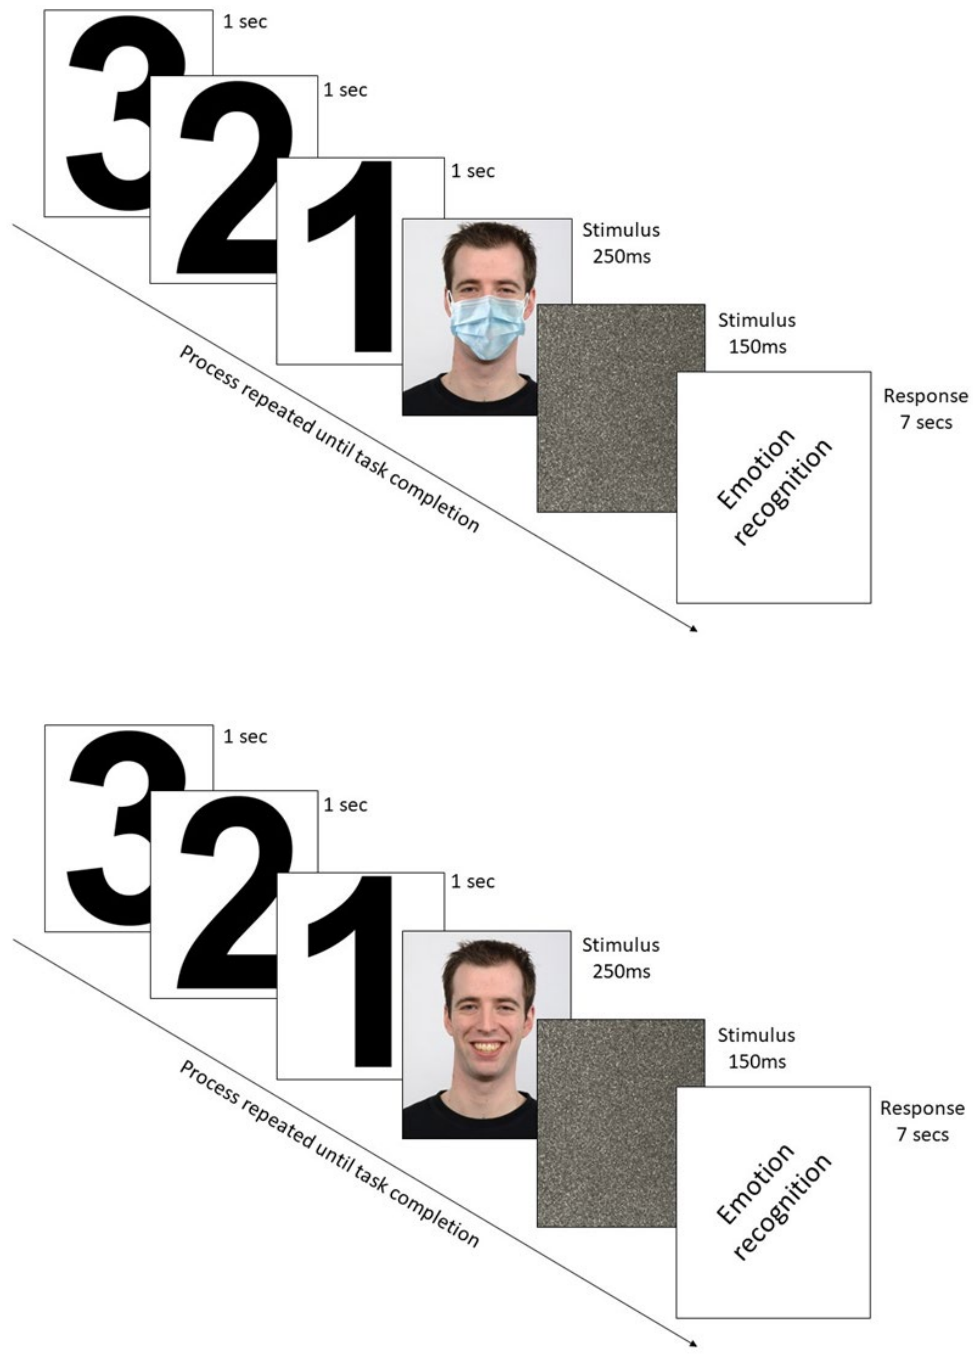 3
1 sec
2
1 sec
1
1 sec
Stimulus
250ms
Stimulus
150ms
Response
7 secs
Emotion
recognition
Process repeated until task completion
3
1 sec
2
1 sec
1
1 sec
Stimulus
250ms
Stimulus
150ms
Response
7 secs
Emotion
recognition
Process repeated until task completion